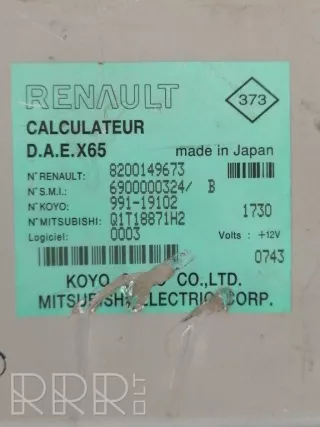 RENAULT
373
CALCULATEUR
D.A.E.X65 made in Japan
N° RENAULT: 8200149673
N° S.M.I.: 6900000324/ B
N° KOYO: 991-19102
N° MITSUBISHI: Q1T18871H2 1730
Logiciel: 0003 Volts : +12V
0743
KOYO CO.,LTD.
MITSUBISHI ELECTRIC CORP.
RRR.LT